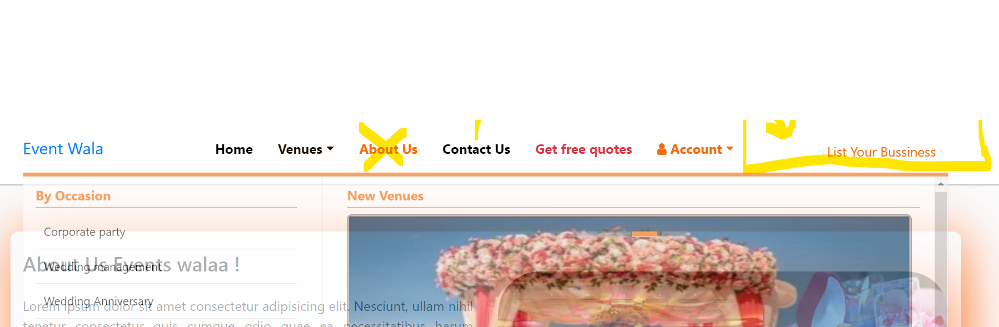 Event Wala
Home Venues About Us Contact Us Get free quotes Account List Your Bussiness
By Occasion
New Venues
Corporate party
About Us Events walaa !
Wedding management
Wedding Anniversary
Lorem ipsum dolor sit amet consectetur adipisicing elit. Nesciunt, ullam nihil
tenetur consectetur quis cumque odio quae ea necessitatibus harum